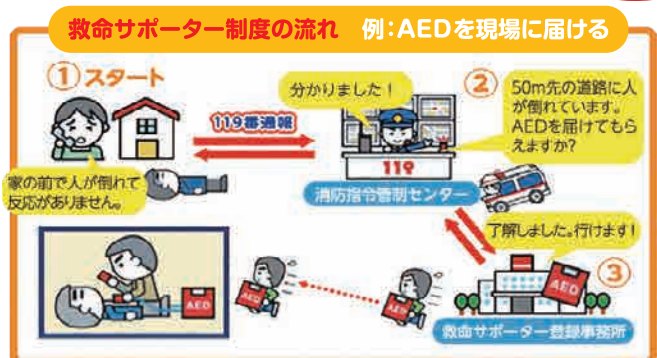 救命サポーター制度の流れ 例：AEDを現場に届ける
① スタート
家の前で人が倒れて
反応がありません。
119番通報
分かりました！
119
消防指令管制センター
②
50m先の道路に人
が倒れています。
AEDを届けてもら
えますか?
了解しました。行けます!
③
AED
救命サポーター登録事務所
AED
AED
AED